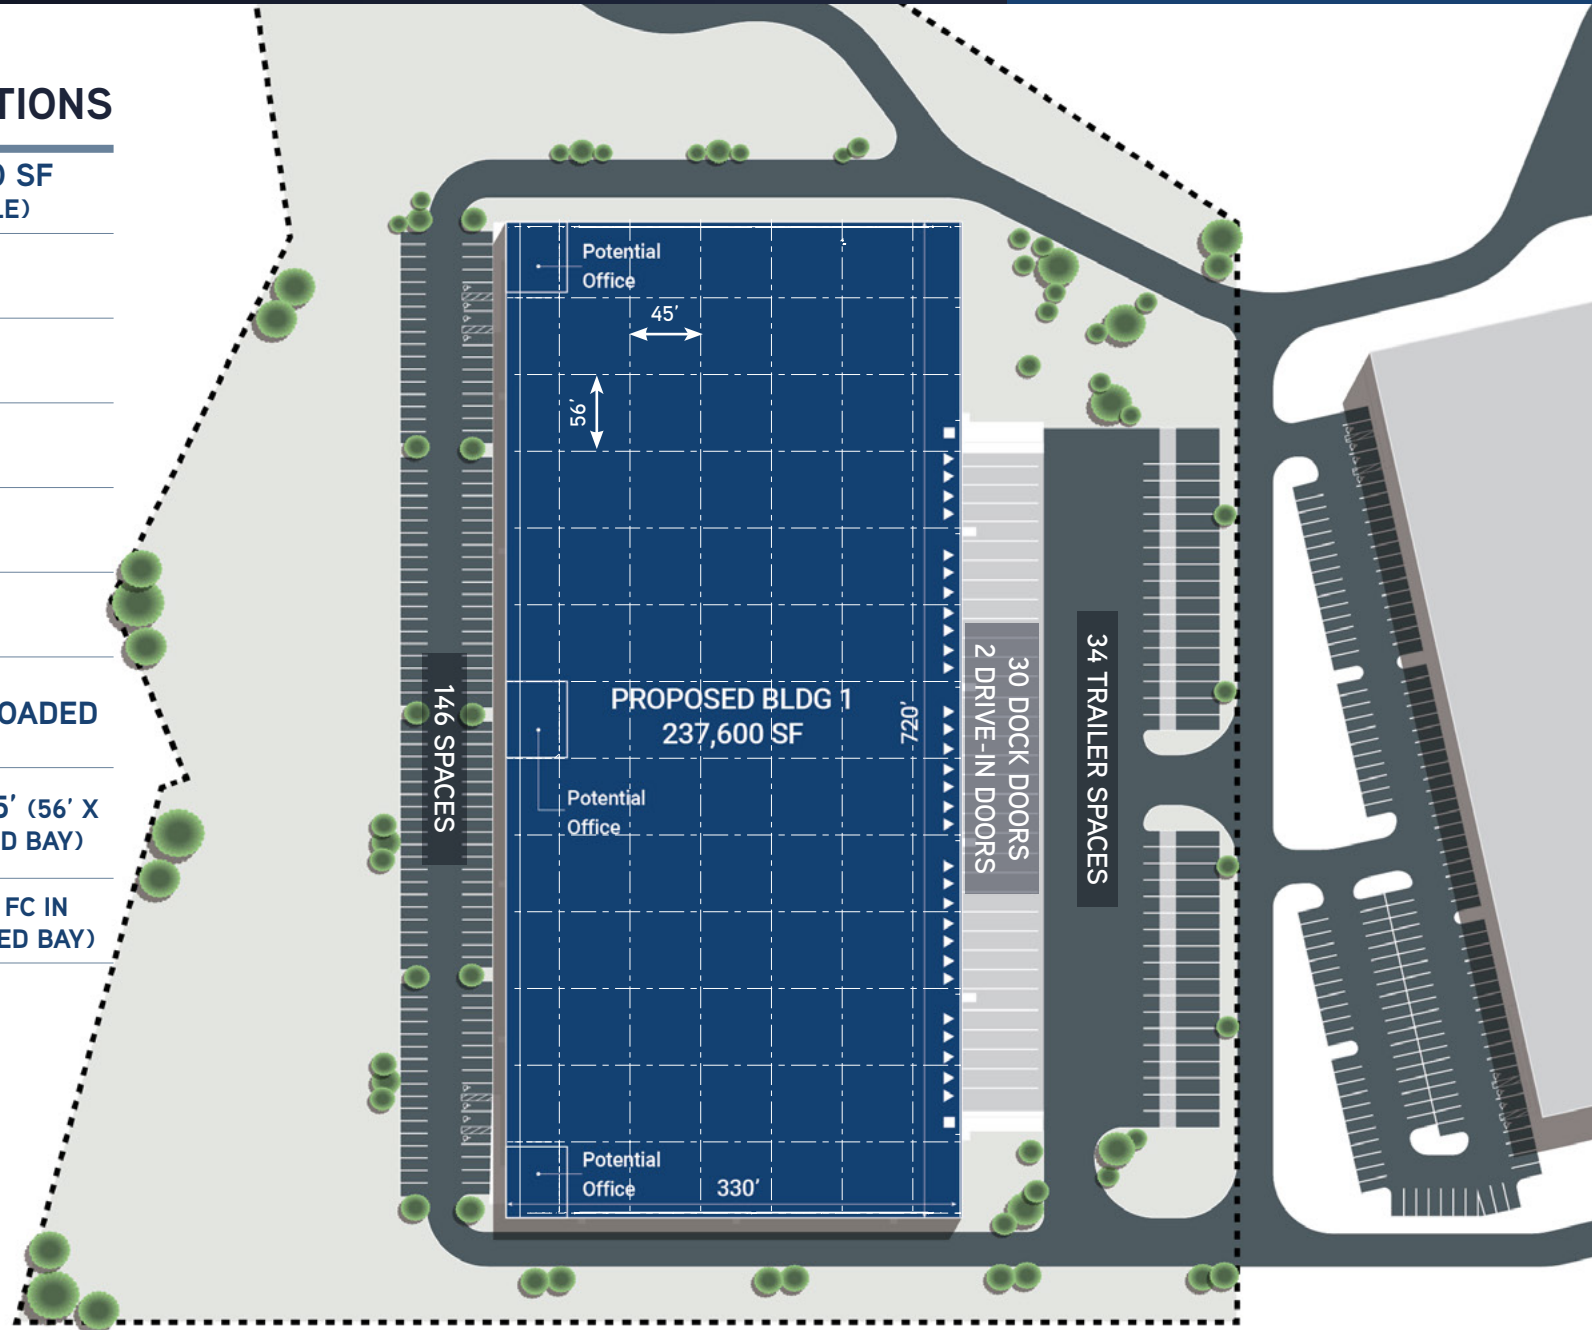 TIONS
0 SF
LE)
OADED
5' (56' X
D BAY)
FC IN
ED BAY)
Potential
Office
45'
56'
PROPOSED BLDG 1
237,600 SF
720'
Potential
Office
Potential
Office
330'
146 SPACES
30 DOCK DOORS
2 DRIVE-IN DOORS
34 TRAILER SPACES